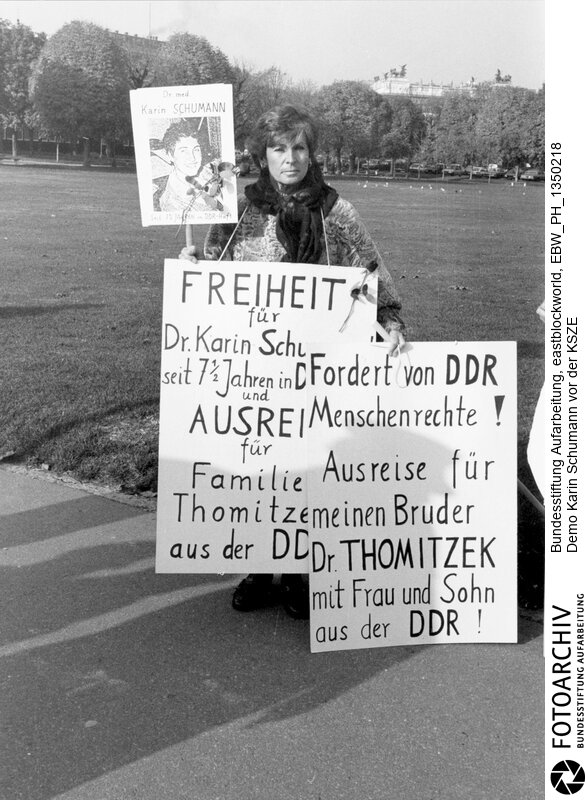 Dr. med.
Karin SCHUMANN
FREIHEIT
für
Dr. Karin Schu
seit 7½ Jahren in D
und
AUSREI
für
Familie
Thomitze
aus der DD
Fordert von DDR
Menschenrechte !
Ausreise für
meinen Bruder
Dr. THOMITZEK
mit Frau und Sohn
aus der DDR !
Bundesstiftung Aufarbeitung, eastblockworld, EBW_PH_1350218
Demo Karin Schumann vor der KSZE
FOTOARCHIV
BUNDESSTIFTUNG AUFARBEITUNG